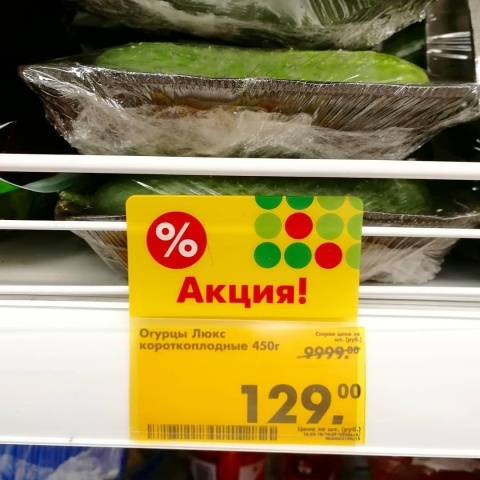 %
Акция!
Огурцы Люкс
короткоплодные 450г
Старая цена за
шт. (руб.)
9999.00
129.00
Цена за шт. (руб.)